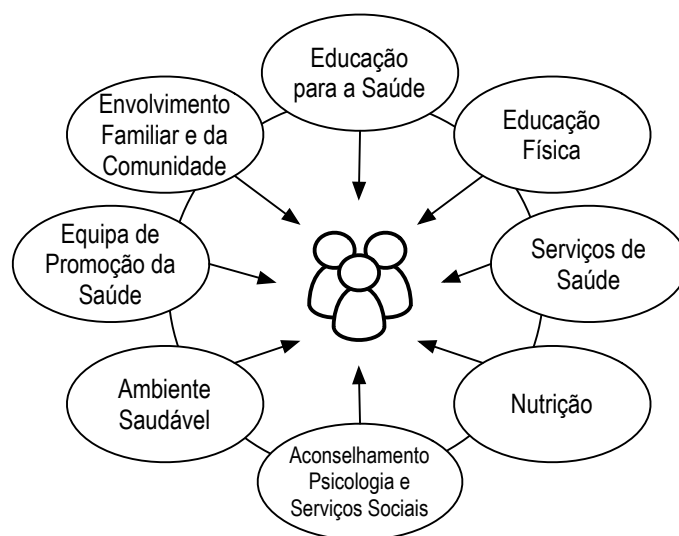 Educação
para a Saúde
Envolvimento
Familiar e da
Comunidade
Educação
Física
Equipa de
Promoção da
Saúde
Serviços de
Saúde
Ambiente
Saudável
Nutrição
Aconselhamento
Psicologia e
Serviços Sociais